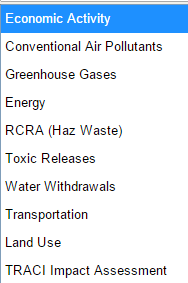 Economic Activity
Conventional Air Pollutants
Greenhouse Gases
Energy
RCRA (Haz Waste)
Toxic Releases
Water Withdrawals
Transportation
Land Use
TRACI Impact Assessment